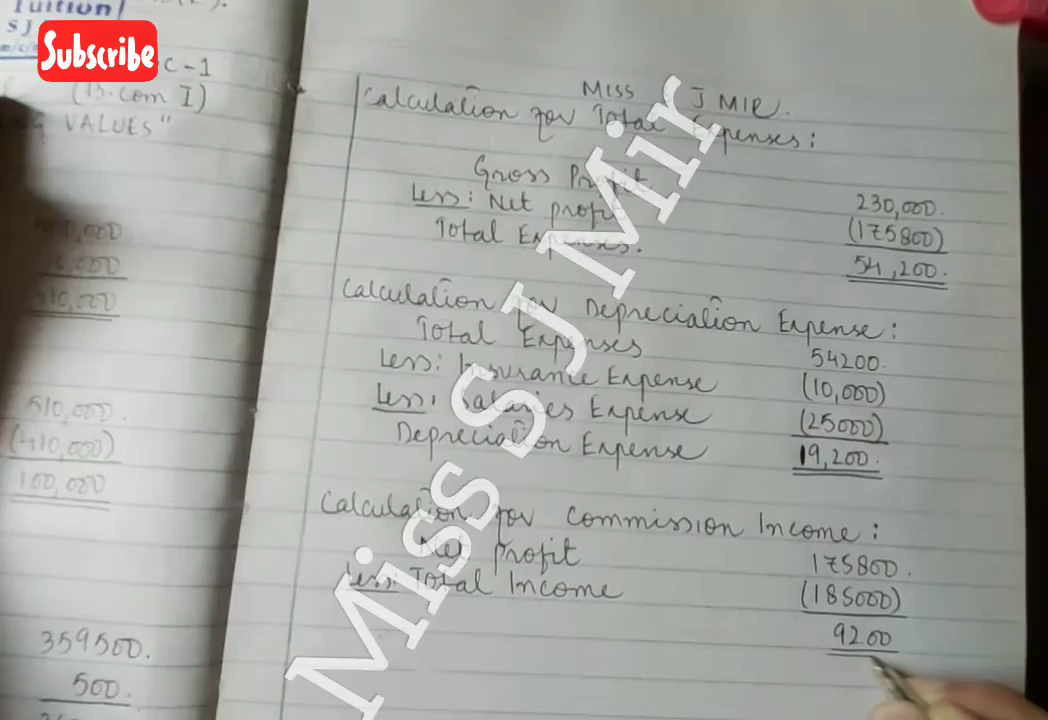 Tuition
SJ
Subscribe
C-1
(B.Com I)
VALUES"
510,000
510,000.
(410,000)
100,000
359500.
500.
Miss J MIR.
Calculation for Total Expenses:
Gross Profit 230,000.
Less: Net profit (175800)
Total Expenses. 54,200.
Calculation for Depreciation Expense:
Total Expenses 54200.
Less: Insurance Expense (10,000)
Less: Salaries Expense (25000)
Depreciation Expense 19,200.
Calculation for Commission Income:
Net profit 175800.
Less: Total Income (185000)
9200
Miss J Mir